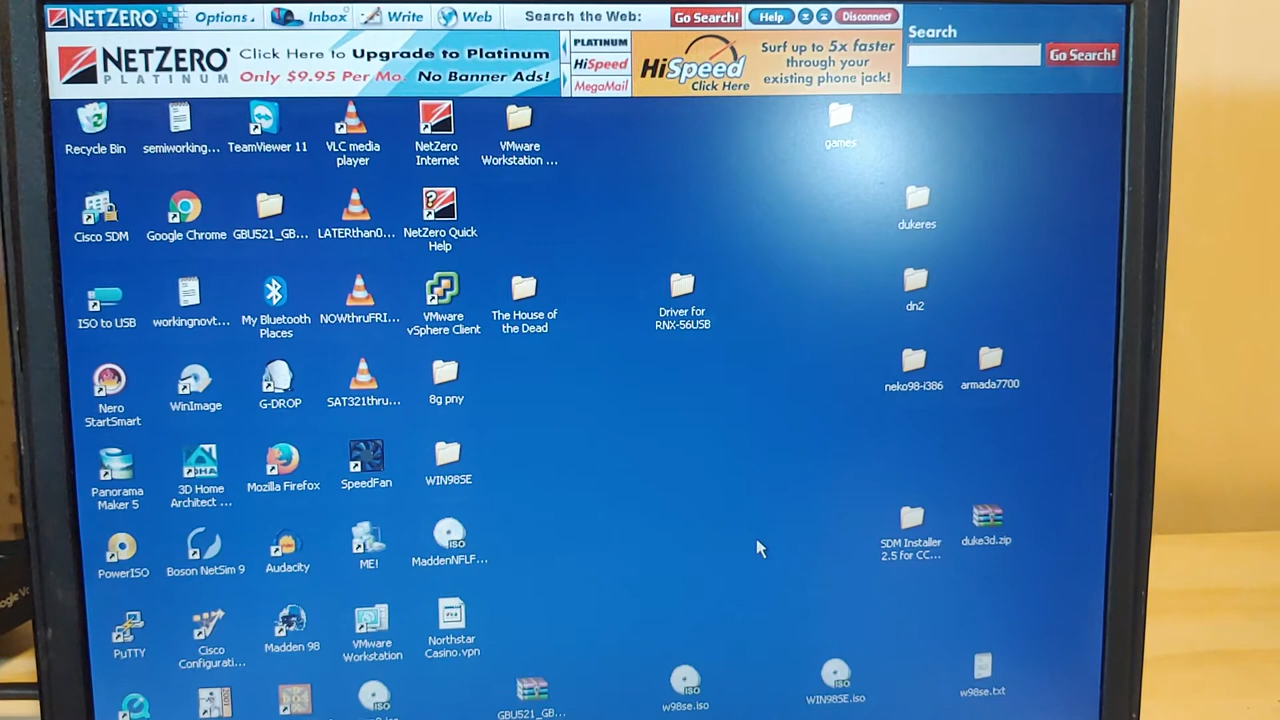 NETZERO Options Inbox Write Web Search the Web: Go Search! Help Disconnect
Search
Go Search!
NETZERO PLATINUM
Click Here to Upgrade to Platinum
Only $9.95 Per Mo. No Banner Ads!
PLATINUM
HiSpeed
MegaMail
HiSpeed
Click Here
Surf up to 5x faster
through your
existing phone jack!
Recycle Bin
semiworking...
TeamViewer 11
VLC media
player
NetZero
Internet
VMware
Workstation ...
games
Cisco SDM
Google Chrome
GBU521_GB...
LATERthan0...
NetZero Quick
Help
dukeres
ISO to USB
workingnovt...
My Bluetooth
Places
NOWthruFRI...
VMware
vSphere Client
The House of
the Dead
Driver for
RNX-56USB
dn2
Nero
StartSmart
WinImage
G-DROP
SAT321thru...
8g pny
neko98-i386
armada7700
Panorama
Maker 5
3D Home
Architect ...
Mozilla Firefox
SpeedFan
WIN98SE
PowerISO
Boson NetSim 9
Audacity
ME!
ISO
MaddenNFLF...
SDM Installer
2.5 for CC...
duke3d.zip
PuTTY
Cisco
Configurati...
Madden 98
VMware
Workstation
Northstar
Casino.vpn
ISO
GBU521_GB...
ISO
w98se.iso
ISO
WIN98SE.iso
w98se.txt